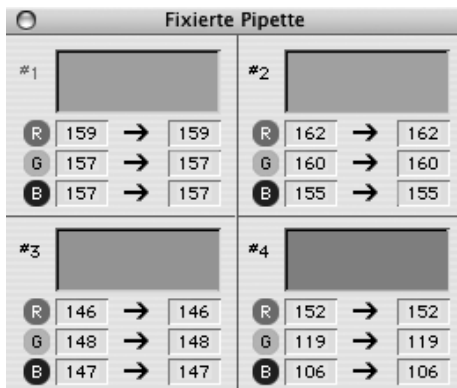 Fixierte Pipette
#1
R 159 → 159
G 157 → 157
B 157 → 157
#2
R 162 → 162
G 160 → 160
B 155 → 155
#3
R 146 → 146
G 148 → 148
B 147 → 147
#4
R 152 → 152
G 119 → 119
B 106 → 106